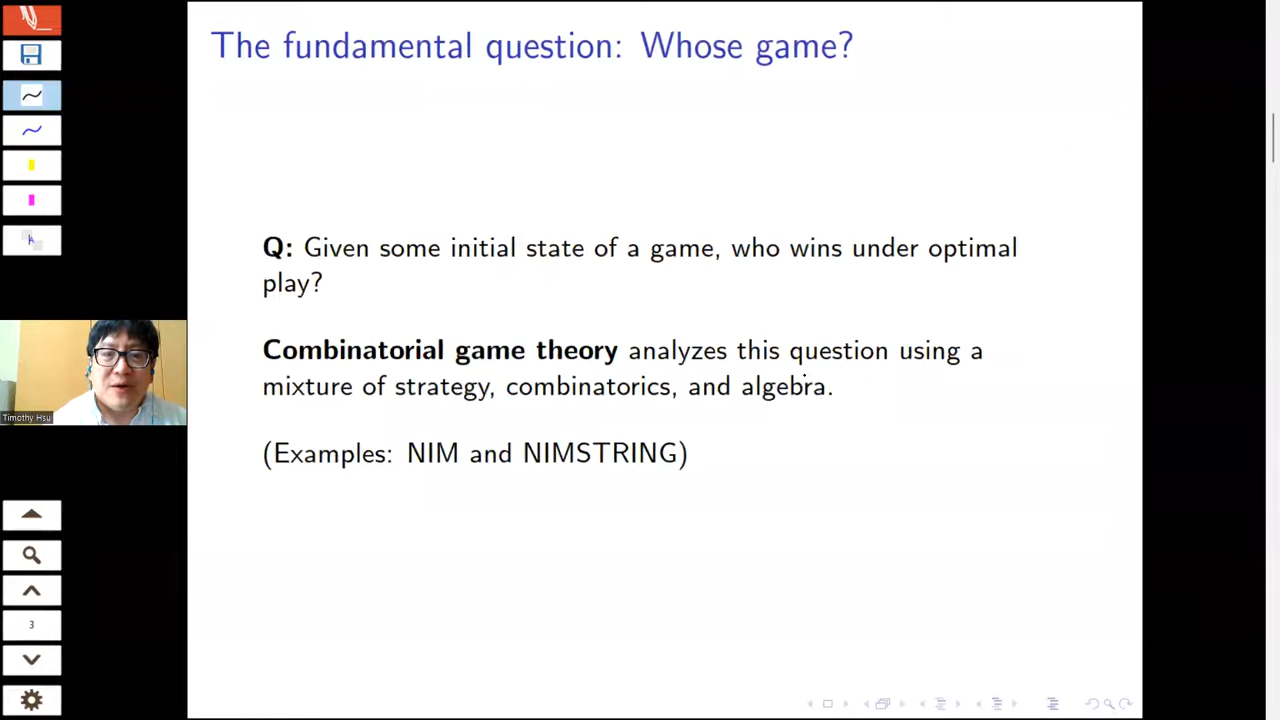 The fundamental question: Whose game?
Q: Given some initial state of a game, who wins under optimal
play?
Combinatorial game theory analyzes this question using a
mixture of strategy, combinatorics, and algebra.
(Examples: NIM and NIMSTRING)
Timothy Hsu
3